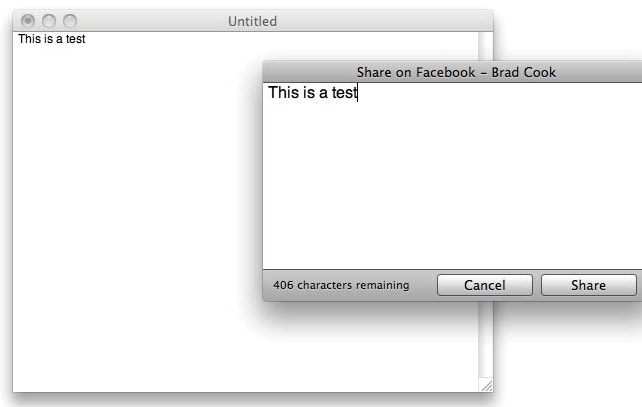 Untitled
This is a test
Share on Facebook – Brad Cook
This is a test
406 characters remaining
Cancel
Share